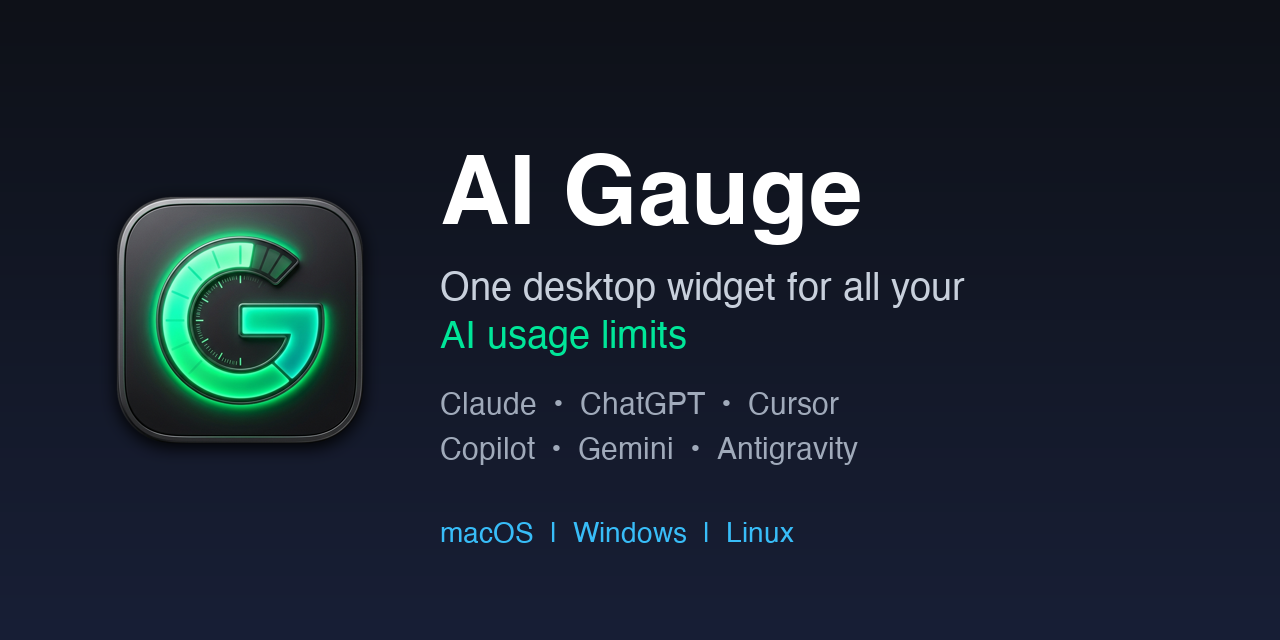 AI Gauge
One desktop widget for all your
AI usage limits
Claude • ChatGPT • Cursor
Copilot • Gemini • Antigravity
macOS | Windows | Linux